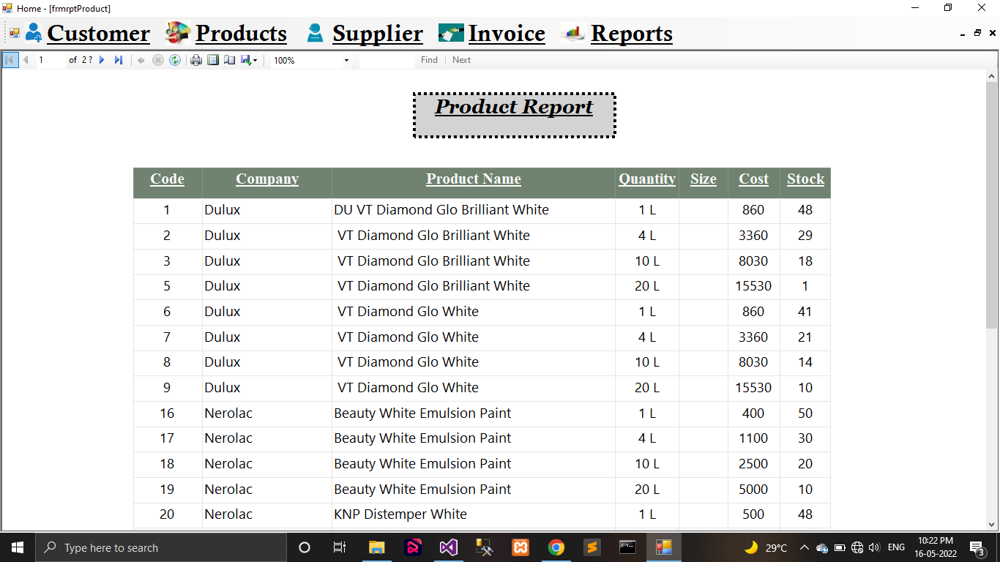 Home - [frmrptProduct]
Customer Products Supplier Invoice Reports
1 of 2 ? 100% Find Next
Product Report
Code Company Product Name Quantity Size Cost Stock
1 Dulux DU VT Diamond Glo Brilliant White 1 L 860 48
2 Dulux VT Diamond Glo Brilliant White 4 L 3360 29
3 Dulux VT Diamond Glo Brilliant White 10 L 8030 18
5 Dulux VT Diamond Glo Brilliant White 20 L 15530 1
6 Dulux VT Diamond Glo White 1 L 860 41
7 Dulux VT Diamond Glo White 4 L 3360 21
8 Dulux VT Diamond Glo White 10 L 8030 14
9 Dulux VT Diamond Glo White 20 L 15530 10
16 Nerolac Beauty White Emulsion Paint 1 L 400 50
17 Nerolac Beauty White Emulsion Paint 4 L 1100 30
18 Nerolac Beauty White Emulsion Paint 10 L 2500 20
19 Nerolac Beauty White Emulsion Paint 20 L 5000 10
20 Nerolac KNP Distemper White 1 L 500 48
Type here to search 29°C ENG 10:22 PM 3
16-05-2022